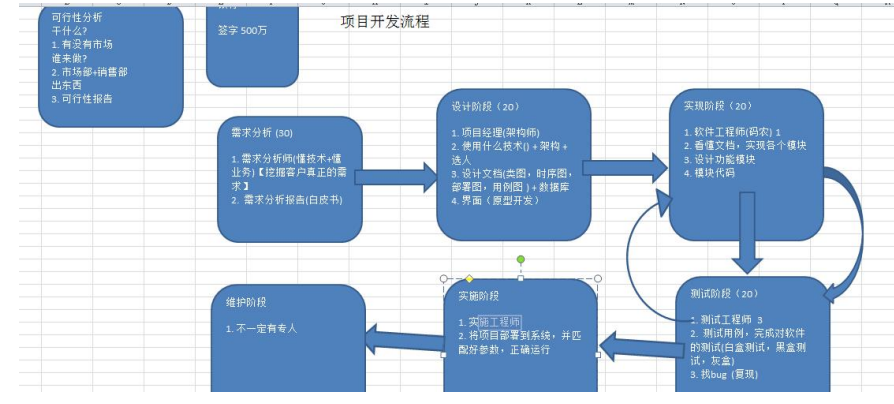 可行性分析
干什么?
1. 有没有市场
谁来做?
2. 市场部+销售部
出东西
3. 可行性报告
签字 500万
项目开发流程
需求分析 (30)
1. 需求分析师(懂技术+懂
业务)【挖掘客户真正的需
求】
2. 需求分析报告(白皮书)
设计阶段（20）
1. 项目经理(架构师)
2. 使用什么技术() + 架构 +
选人
3. 设计文档(类图，时序图，
部署图，用例图 ) + 数据库
4. 界面（原型开发）
实现阶段（20）
1. 软件工程师(码农) 1
2. 看懂文档，实现各个模块
3. 设计功能模块
4. 模块代码
测试阶段（20）
1. 测试工程师 3
2. 测试用例，完成对软件
的测试(白盒测试，黑盒测
试，灰盒)
3. 找bug (复现)
实施阶段
1. 实施工程师
2. 将项目部署到系统，并匹
配好参数，正确运行
维护阶段
1. 不一定有专人